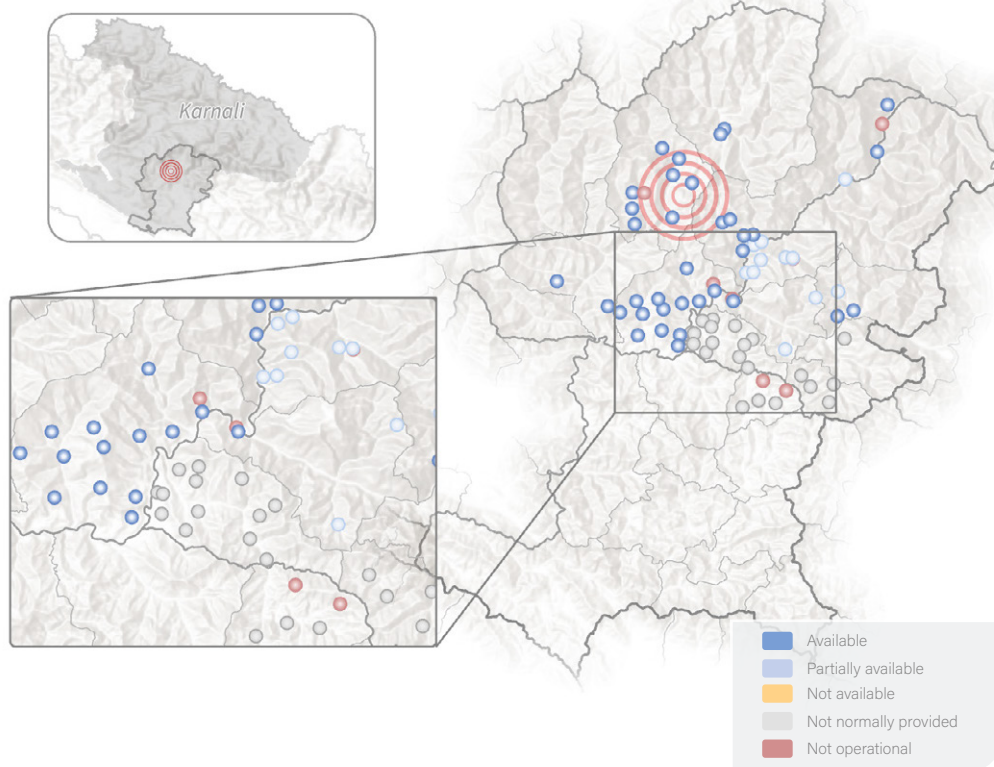 Karnali
Available
Partially available
Not available
Not normally provided
Not operational